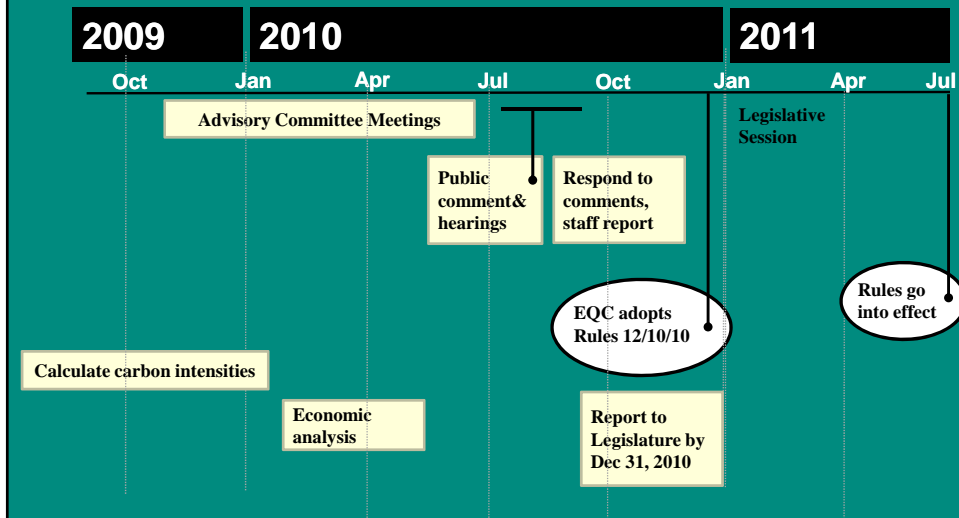 2009 2010 2011
Oct Jan Apr Jul Oct Jan Apr Jul
Advisory Committee Meetings
Legislative
Session
Public
comment&
hearings
Respond to
comments,
staff report
EQC adopts
Rules 12/10/10
Rules go
into effect
Calculate carbon intensities
Economic
analysis
Report to
Legislature by
Dec 31, 2010